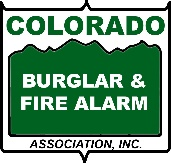 COLORADO
BURGLAR &
FIRE ALARM
ASSOCIATION, INC.